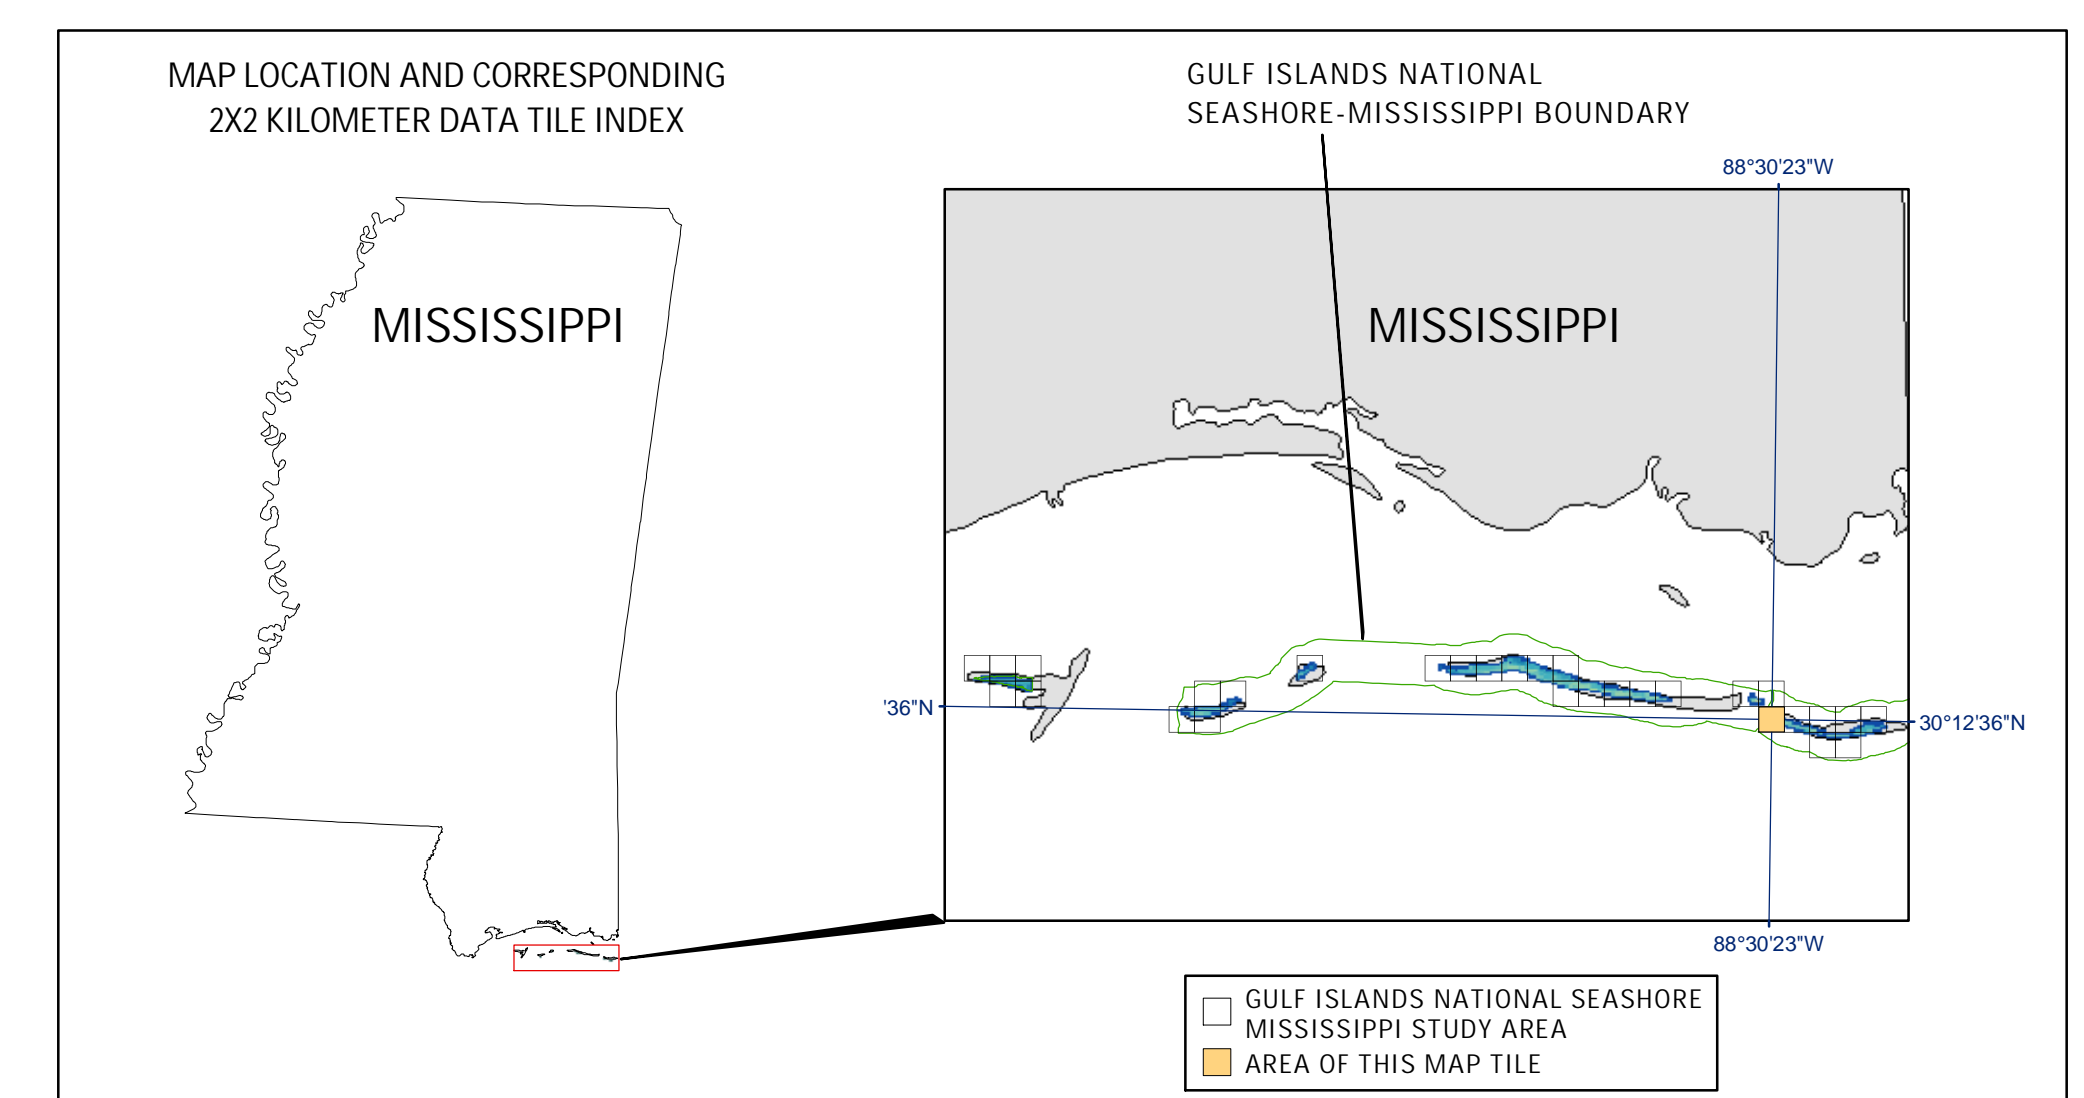 MAP LOCATION AND CORRESPONDING
2X2 KILOMETER DATA TILE INDEX
GULF ISLANDS NATIONAL
SEASHORE-MISSISSIPPI BOUNDARY
88°30'23"W
MISSISSIPPI
MISSISSIPPI
'36"N
30°12'36"N
88°30'23"W
GULF ISLANDS NATIONAL SEASHORE
MISSISSIPPI STUDY AREA
AREA OF THIS MAP TILE